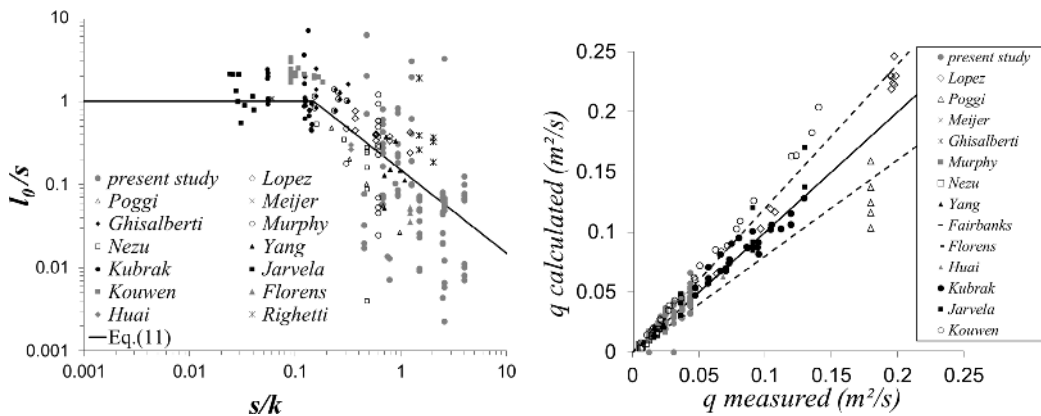 l₀/s
10
1
0.1
0.01
0.001
0.001
0.01
0.1
1
10
s/k
present study
Lopez
Poggi
Meijer
Ghisalberti
Murphy
Nezu
Yang
Kubrak
Jarvela
Kouwen
Florens
Huai
Righetti
Eq.(11)
q calculated (m²/s)
0.25
0.2
0.15
0.1
0.05
0
0
0.05
0.1
0.15
0.2
0.25
q measured (m²/s)
present study
Lopez
Poggi
Meijer
Ghisalberti
Murphy
Nezu
Yang
Fairbanks
Florens
Huai
Kubrak
Jarvela
Kouwen